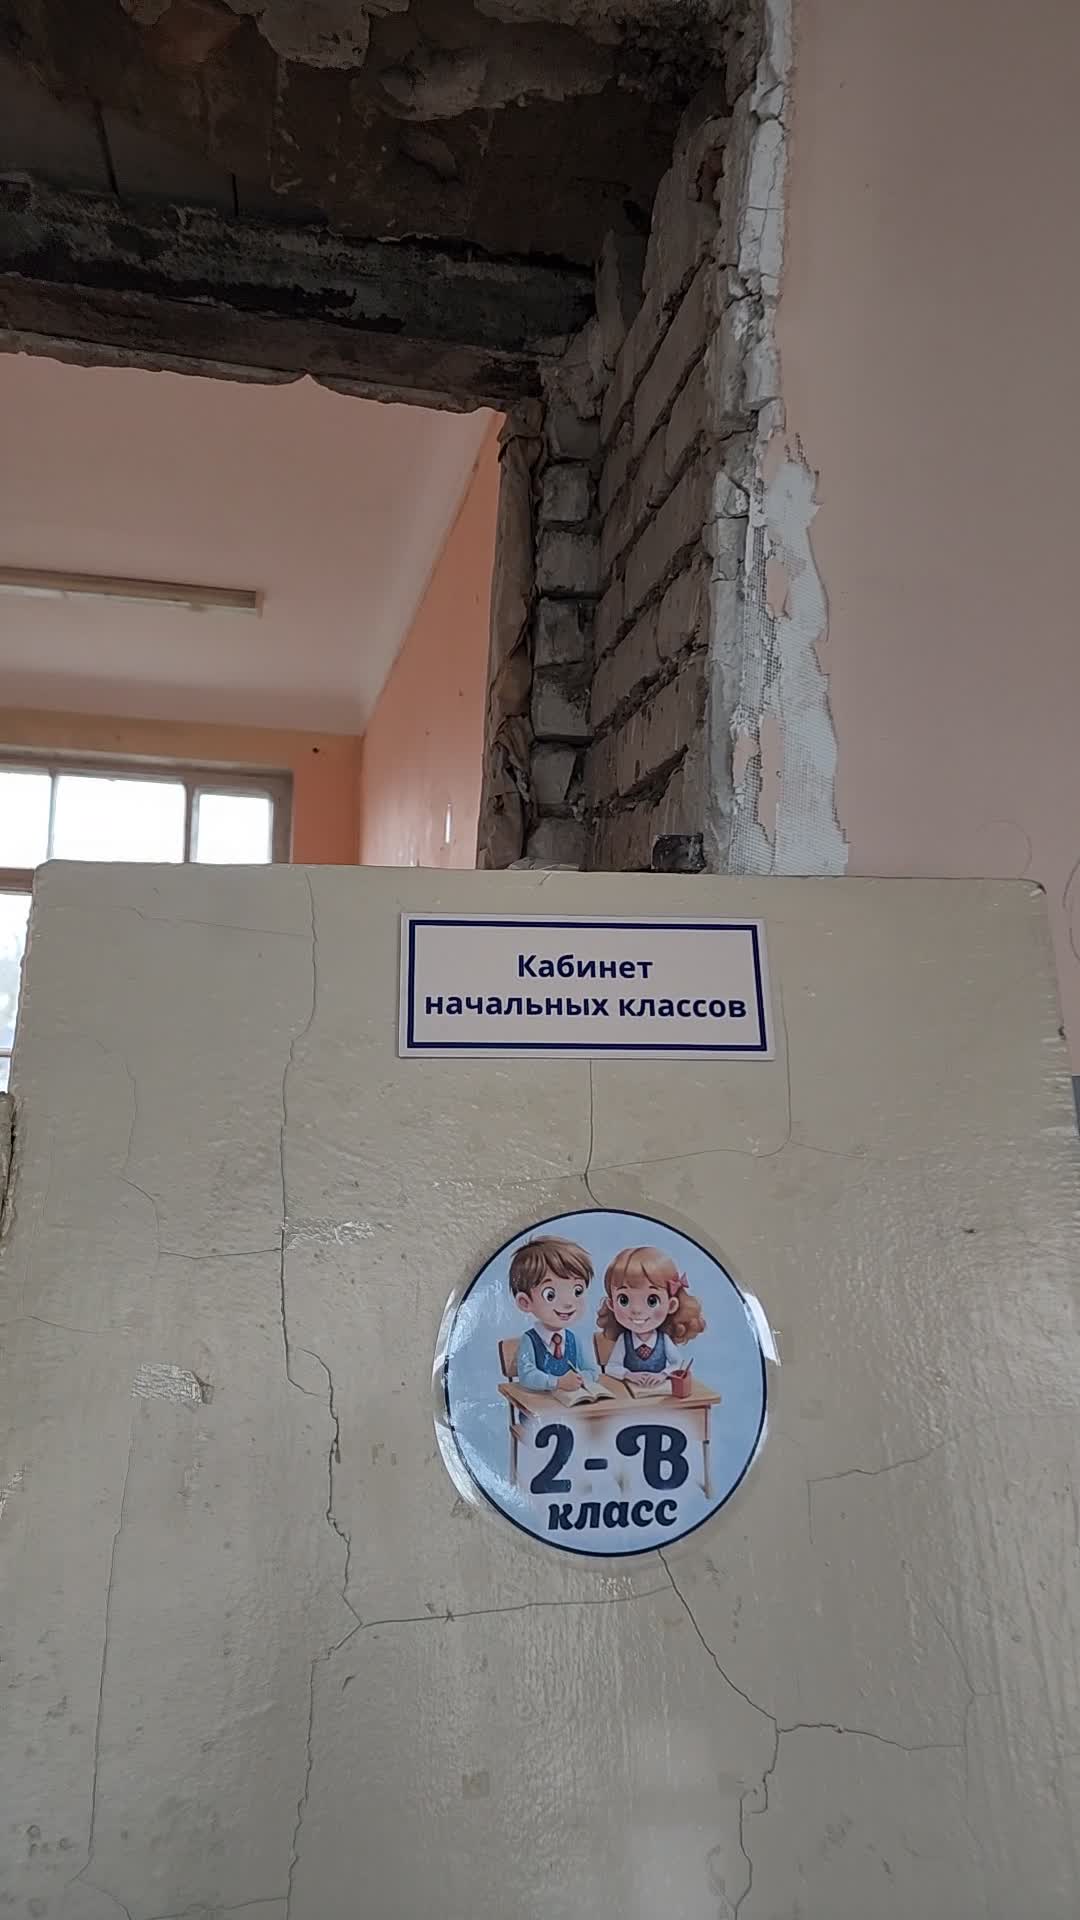 Кабинет
начальных классов
2-В
класс